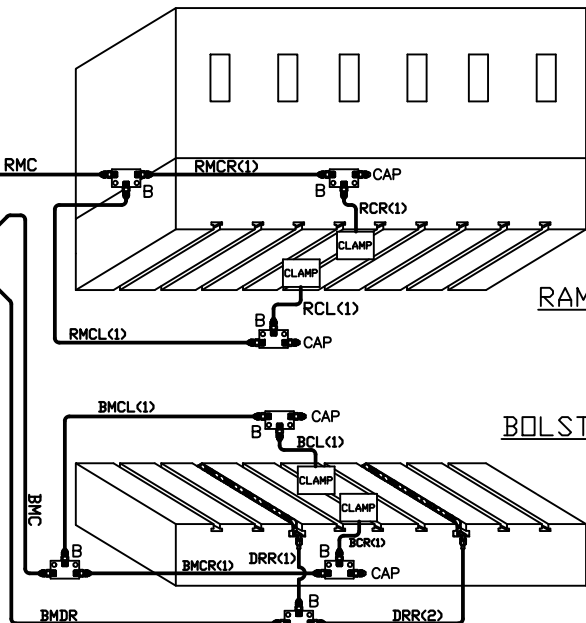 RMC
RMCR(1)
CAP
B
B
RCR(1)
CLAMP
CLAMP
RAM
RCL(1)
B
RMCL(1)
CAP
BMCL(1)
CAP
B
BOLST
BCL(1)
CLAMP
CLAMP
BMC
BCR(1)
B
DRR(1)
B
BMCR(1)
CAP
B
BMDR
DRR(2)